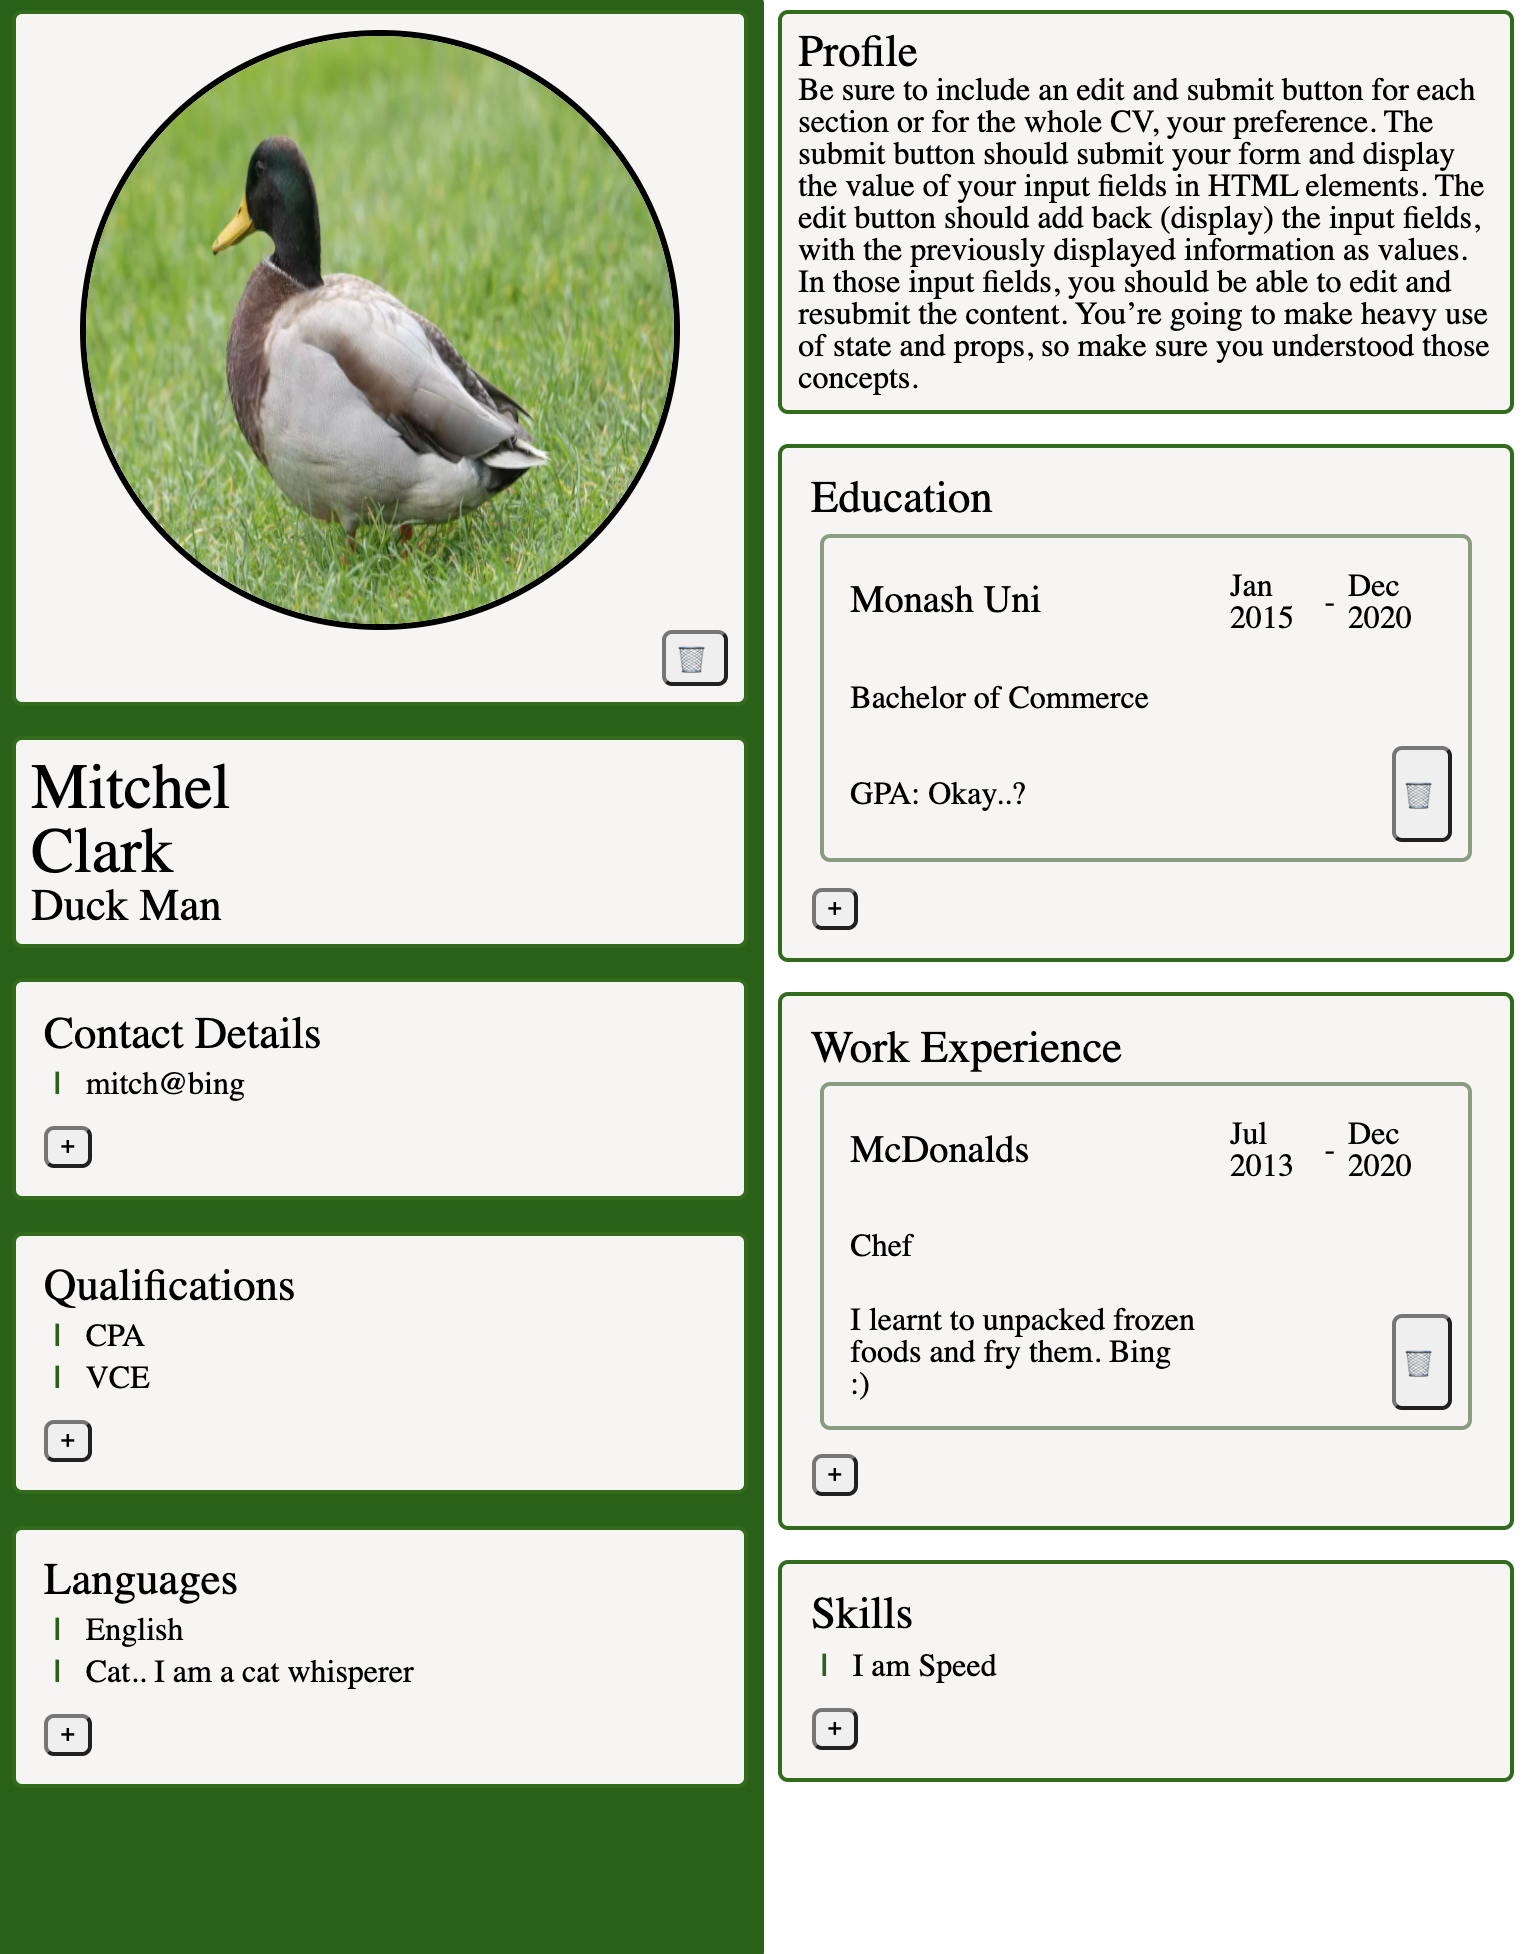 Mitchel
Clark
Duck Man
Contact Details
mitch@bing
+
Qualifications
CPA
VCE
+
Languages
English
Cat.. I am a cat whisperer
+
Profile
Be sure to include an edit and submit button for each
section or for the whole CV, your preference. The
submit button should submit your form and display
the value of your input fields in HTML elements. The
edit button should add back (display) the input fields,
with the previously displayed information as values.
In those input fields, you should be able to edit and
resubmit the content. You’re going to make heavy use
of state and props, so make sure you understood those
concepts.
Education
Monash Uni
Jan
2015
-
Dec
2020
Bachelor of Commerce
GPA: Okay..?
+
Work Experience
McDonalds
Jul
2013
-
Dec
2020
Chef
I learnt to unpacked frozen
foods and fry them. Bing
:)
+
Skills
I am Speed
+